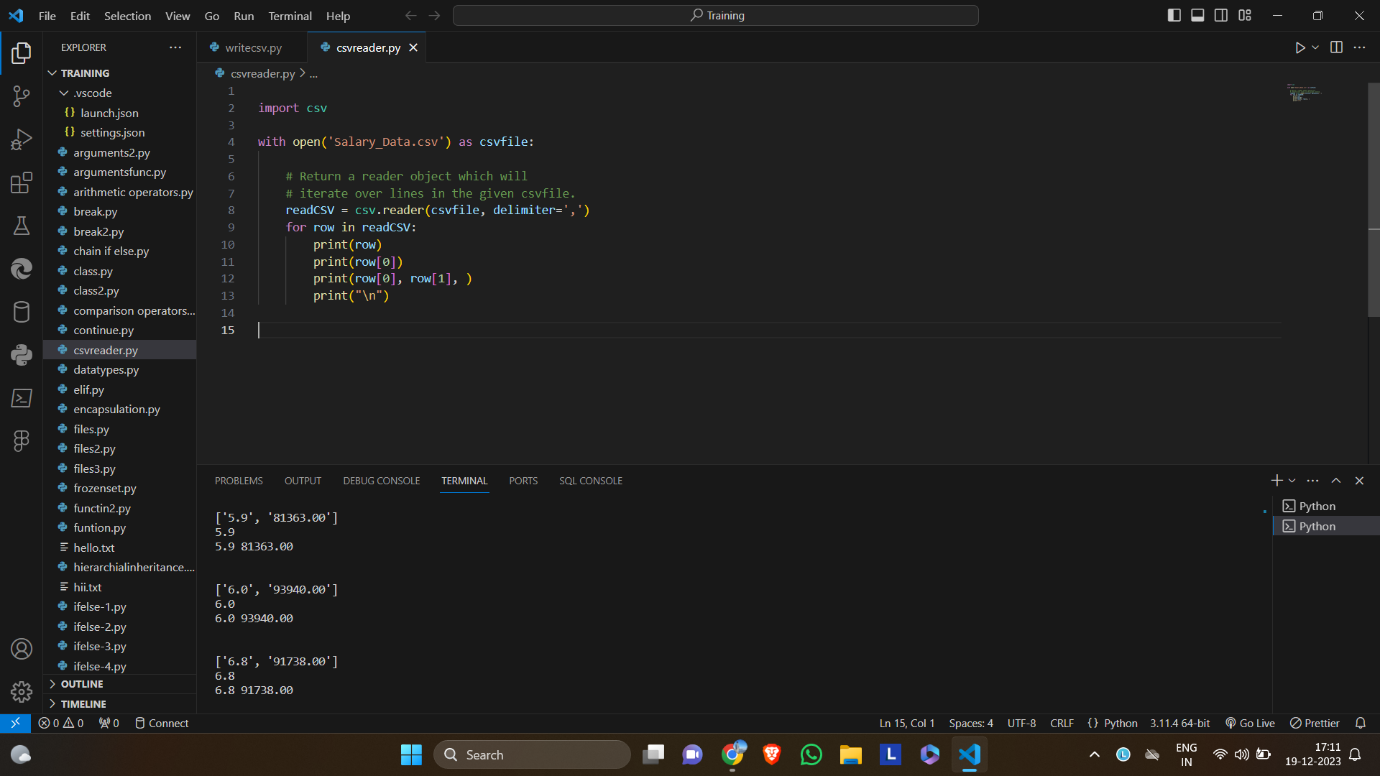 File Edit Selection View Go Run Terminal Help
Training
EXPLORER
TRAINING
.vscode
{} launch.json
{} settings.json
arguments2.py
argumentsfunc.py
arithmetic operators.py
break.py
break2.py
chain if else.py
class.py
class2.py
comparison operators...
continue.py
csvreader.py
datatypes.py
elif.py
encapsulation.py
files.py
files2.py
files3.py
frozenset.py
functin2.py
funtion.py
hello.txt
hierarchialinheritance....
hii.txt
ifelse-1.py
ifelse-2.py
ifelse-3.py
ifelse-4.py
OUTLINE
TIMELINE
writecsv.py csvreader.py
csvreader.py > ...
1
2 import csv
3
4 with open('Salary_Data.csv') as csvfile:
5
6 # Return a reader object which will
7 # iterate over lines in the given csvfile.
8 readCSV = csv.reader(csvfile, delimiter=',')
9 for row in readCSV:
10 print(row)
11 print(row[0])
12 print(row[0], row[1], )
13 print("\n")
14
15
PROBLEMS OUTPUT DEBUG CONSOLE TERMINAL PORTS SQL CONSOLE
['5.9', '81363.00']
5.9
5.9 81363.00
['6.0', '93940.00']
6.0
6.0 93940.00
['6.8', '91738.00']
6.8
6.8 91738.00
Python
Python
0 0 0 Connect
Ln 15, Col 1 Spaces: 4 UTF-8 CRLF {} Python 3.11.4 64-bit Go Live Prettier
Search
L
L
ENG
IN
17:11
19-12-2023